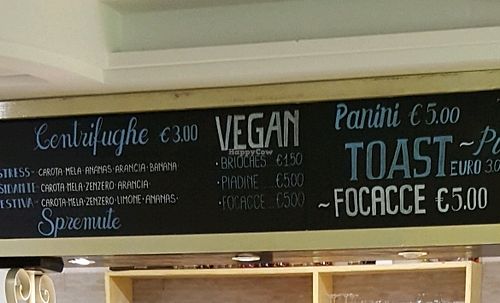 Centrifughe €3.00
STRESS· CAROTA·MELA·ANANAS·ARANCIA·BANANA
SIDANTE· CAROTA·MELA·ZENZERO·ARANCIA
ESTIVA· CAROTA·MELA·ZENZERO·LIMONE·ANANAS·
Spremute
VEGAN
HappyCow
·BRIOCHES €1.50
·PIADINE....€5.00
·FOCACCE....€5.00
Panini €5.00
TOAST ~
EURO 3.0
~FOCACCE €5.00